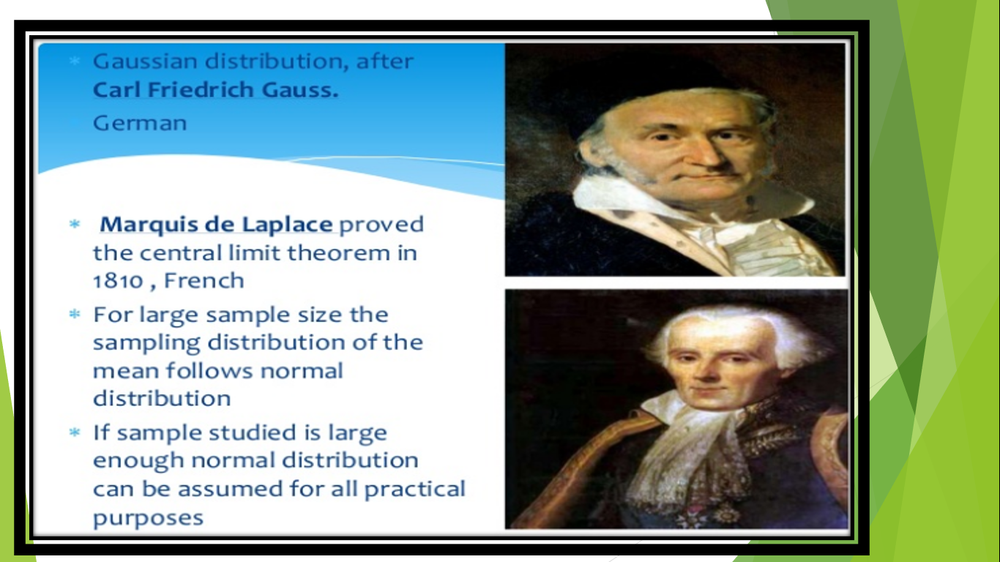 * Gaussian distribution, after
Carl Friedrich Gauss.
German
* Marquis de Laplace proved
the central limit theorem in
1810 , French
* For large sample size the
sampling distribution of the
mean follows normal
distribution
* If sample studied is large
enough normal distribution
can be assumed for all practical
purposes